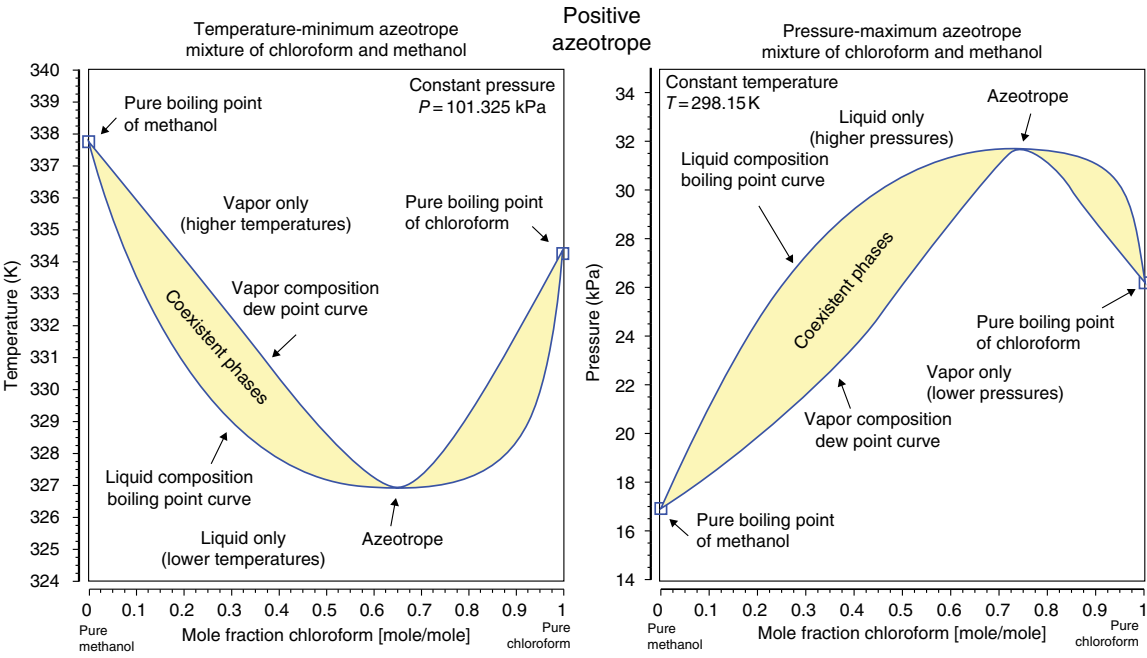 Positive
azeotrope
Temperature-minimum azeotrope
mixture of chloroform and methanol
Constant pressure
P = 101.325 kPa
Pure boiling point
of methanol
Vapor only
(higher temperatures)
Pure boiling point
of chloroform
Vapor composition
dew point curve
Coexistent phases
Liquid composition
boiling point curve
Liquid only
(lower temperatures)
Azeotrope
Temperature (K)
340
339
338
337
336
335
334
333
332
331
330
329
328
327
326
325
324
0 0.1 0.2 0.3 0.4 0.5 0.6 0.7 0.8 0.9 1
Pure
methanol
Mole fraction chloroform [mole/mole]
Pure
chloroform
Pressure-maximum azeotrope
mixture of chloroform and methanol
Constant temperature
T = 298.15 K
Azeotrope
Liquid only
(higher pressures)
Liquid composition
boiling point curve
Coexistent phases
Pure boiling point
of chloroform
Vapor only
(lower pressures)
Vapor composition
dew point curve
Pure boiling point
of methanol
Pressure (kPa)
34
32
30
28
26
24
22
20
18
16
14
0 0.1 0.2 0.3 0.4 0.5 0.6 0.7 0.8 0.9 1
Pure
methanol
Mole fraction chloroform [mole/mole]
Pure
chloroform